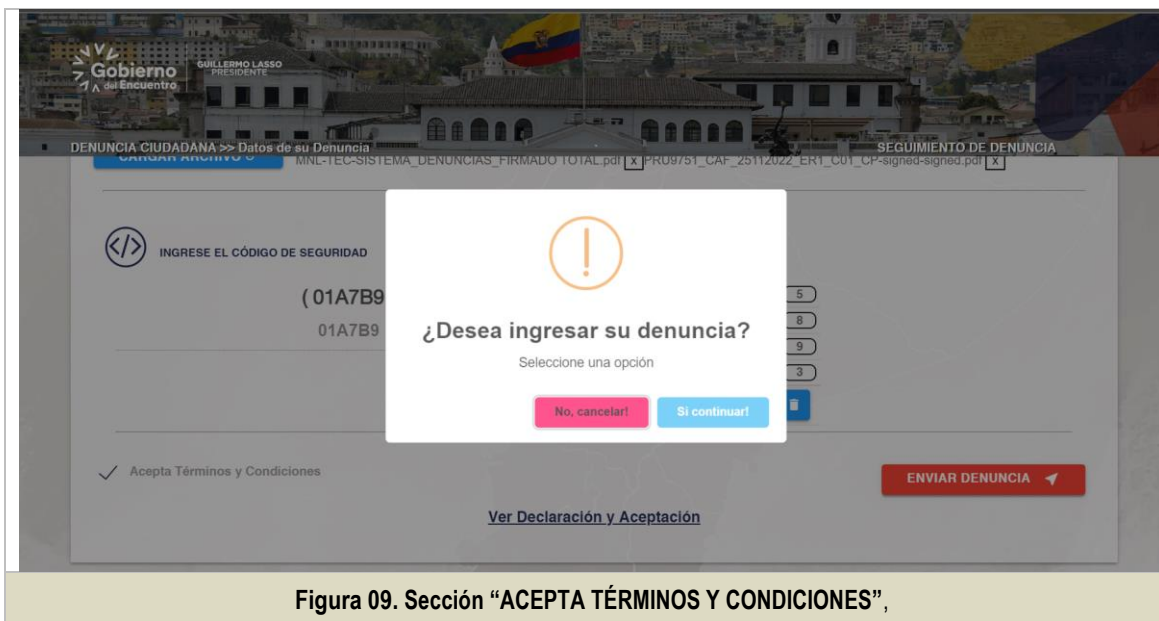 Gobierno
del Encuentro
GUILLERMO LASSO
PRESIDENTE
DENUNCIA CIUDADANA >> Datos de su Denuncia
SEGUIMIENTO DE DENUNCIA
CARGAR ARCHIVO
MNL-TEC-SISTEMA_DENUNCIAS_FIRMADO TOTAL.pdf x PRU9751_CAF_25112022_ER1_C01_CP-signed-signed.pdf x
</> INGRESE EL CÓDIGO DE SEGURIDAD
( 01A7B9
01A7B9
5
8
9
3
¿Desea ingresar su denuncia?
Seleccione una opción
No, cancelar!
Si continuar!
Acepta Términos y Condiciones
ENVIAR DENUNCIA
Ver Declaración y Aceptación
Figura 09. Sección “ACEPTA TÉRMINOS Y CONDICIONES”,